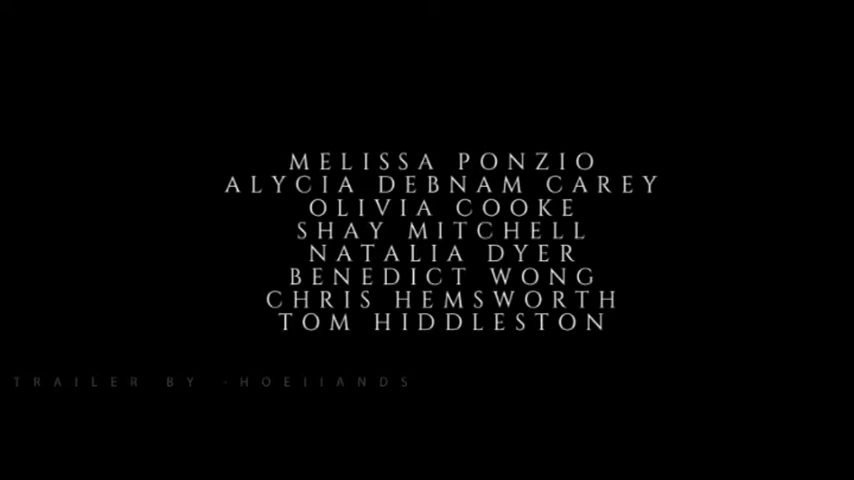 MELISSA PONZIO
ALYCIA DEBNAM CAREY
OLIVIA COOKE
SHAY MITCHELL
NATALIA DYER
BENEDICT WONG
CHRIS HEMSWORTH
TOM HIDDLESTON
TRAILER BY -HOEIIANDS